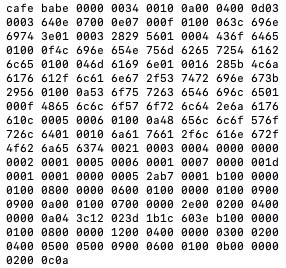 cafe babe 0000 0034 0010 0a00 0400 0d03
0003 640e 0700 0e07 000f 0100 063c 696e
6974 3e01 0003 2829 5601 0004 436f 6465
0100 0f4c 696e 654e 756d 6265 7254 6162
6c65 0100 046d 6169 6e01 0016 285b 4c6a
6176 612f 6c61 6e67 2f53 7472 696e 673b
2956 0100 0a53 6f75 7263 6546 696c 6501
000f 4865 6c6c 6f57 6f72 6c64 2e6a 6176
610c 0005 0006 0100 0a48 656c 6c6f 576f
726c 6401 0010 6a61 7661 2f6c 616e 672f
4f62 6a65 6374 0021 0003 0004 0000 0000
0002 0001 0005 0006 0001 0007 0000 001d
0001 0001 0000 0005 2ab7 0001 b100 0000
0100 0800 0000 0600 0100 0000 0100 0900
0900 0a00 0100 0700 0000 2e00 0200 0400
0000 0a04 3c12 023d 1b1c 603e b100 0000
0100 0800 0000 1200 0400 0000 0300 0200
0400 0500 0500 0900 0600 0100 0b00 0000
0200 0c0a